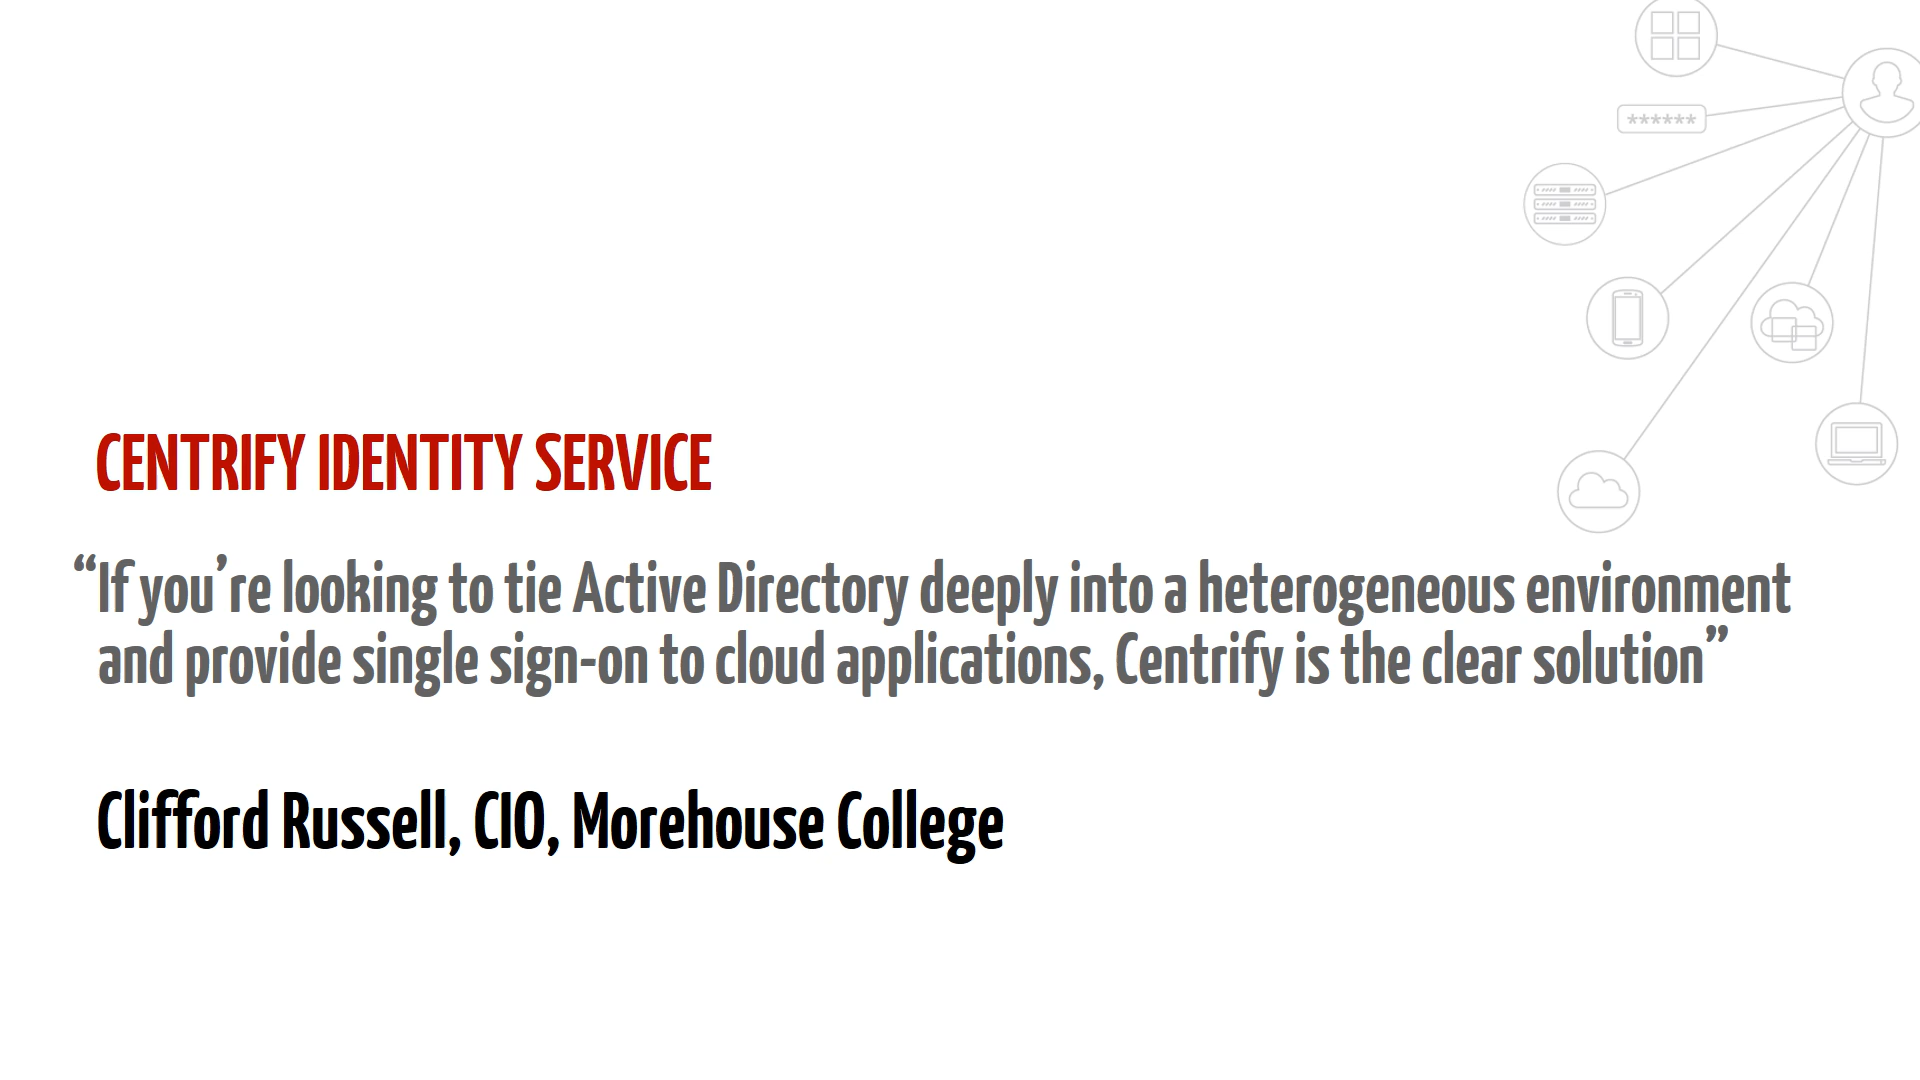 ******
CENTRIFY IDENTITY SERVICE
“If you’re looking to tie Active Directory deeply into a heterogeneous environment
and provide single sign-on to cloud applications, Centrify is the clear solution”
Clifford Russell, CIO, Morehouse College